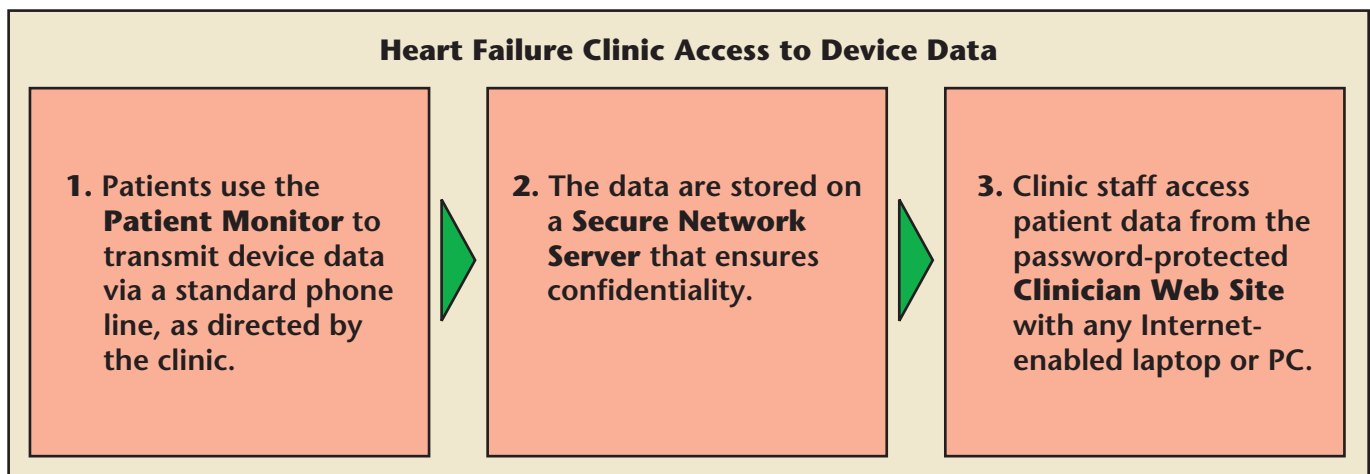 Heart Failure Clinic Access to Device Data
1. Patients use the
Patient Monitor to
transmit device data
via a standard phone
line, as directed by
the clinic.
2. The data are stored on
a Secure Network
Server that ensures
confidentiality.
3. Clinic staff access
patient data from the
password-protected
Clinician Web Site
with any Internet-
enabled laptop or PC.